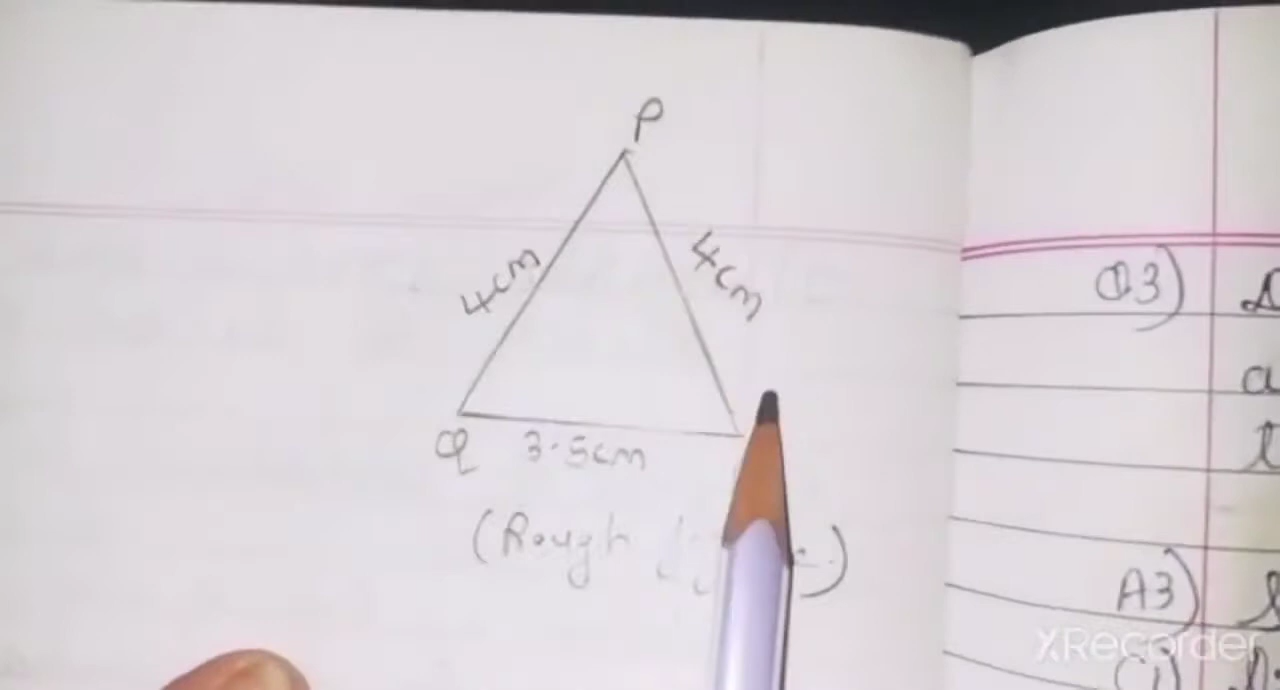 P
4cm
4cm
Q 3.5cm
(Rough
Q3)
a
t
A3)
(i)
XRecorder